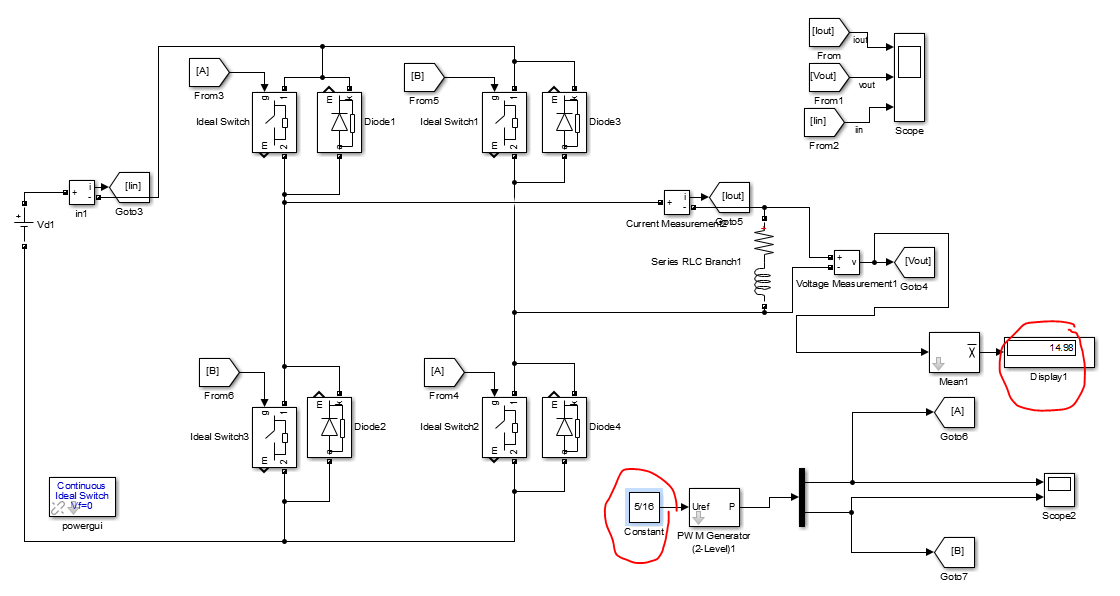 [Iout]
iout
From
[Vout]
vout
From1
[Iin]
iin
From2
Scope
[A]
From3
g
1
m
2
Ideal Switch
m
k
a
Diode1
[B]
From5
g
1
m
2
Ideal Switch1
m
k
a
Diode3
+
i
-
in1
[Iin]
Goto3
+
Vd1
+
i
-
Current Measurement2
[Iout]
Goto5
+
Series RLC Branch1
+
-
v
Voltage Measurement1
[Vout]
Goto4
X
Mean1
14.98
Display1
[B]
From6
g
1
m
2
Ideal Switch3
m
k
a
Diode2
[A]
From4
g
1
m
2
Ideal Switch2
m
k
a
Diode4
[A]
Goto6
Continuous
Ideal Switch
Vf=0
powergui
5/16
Constant
Uref
P
PWM Generator
(2-Level)1
Scope2
[B]
Goto7